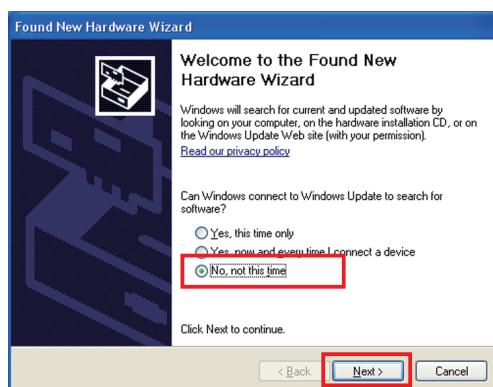 Found New Hardware Wizard
Welcome to the Found New
Hardware Wizard
Windows will search for current and updated software by
looking on your computer, on the hardware installation CD, or on
the Windows Update Web site (with your permission).
Read our privacy policy
Can Windows connect to Windows Update to search for
software?
Yes, this time only
Yes, now and every time I connect a device
No, not this time
Click Next to continue.
< Back
Next >
Cancel